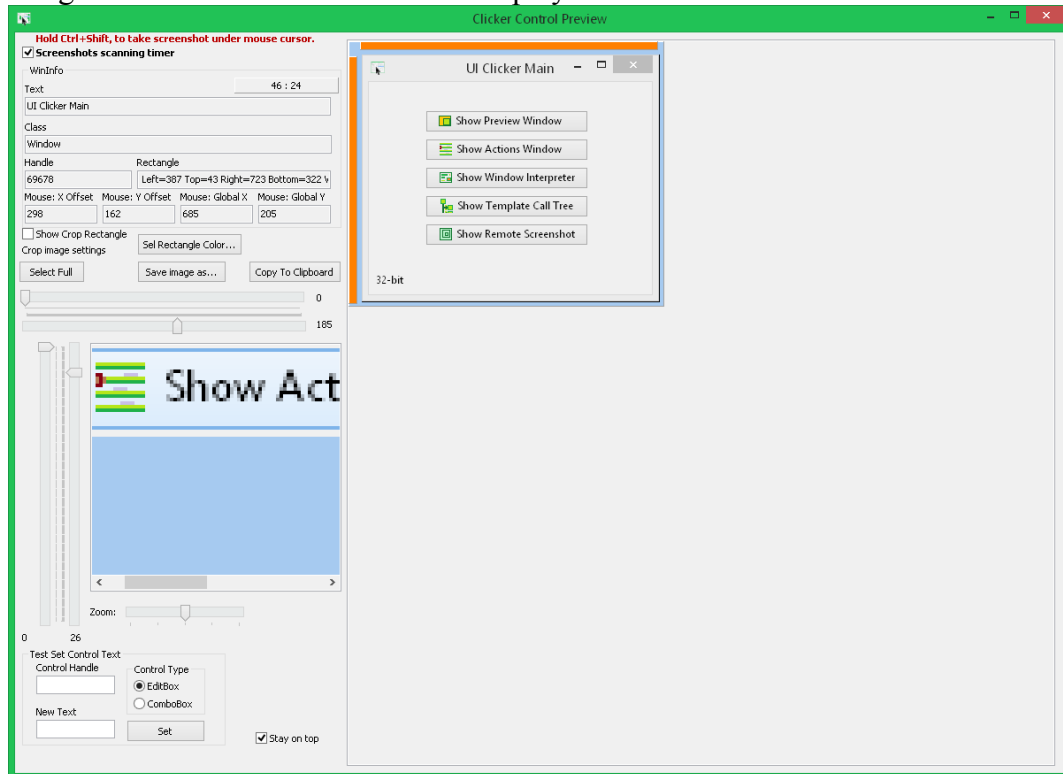 Clicker Control Preview
Hold Ctrl+Shift, to take screenshot under mouse cursor.
Screenshots scanning timer
WinInfo
Text
46 : 24
UI Clicker Main
Class
Window
Handle Rectangle
69678 Left=387 Top=43 Right=723 Bottom=322
Mouse: X Offset Mouse: Y Offset Mouse: Global X Mouse: Global Y
298 162 685 205
Show Crop Rectangle
Crop image settings
Sel Rectangle Color...
Select Full Save image as... Copy To Clipboard
0
185
Show Act
Zoom:
0 26
Test Set Control Text
Control Handle
Control Type
EditBox
ComboBox
New Text
Set
Stay on top
UI Clicker Main
Show Preview Window
Show Actions Window
Show Window Interpreter
Show Template Call Tree
Show Remote Screenshot
32-bit